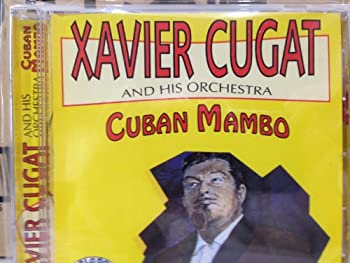 XAVIER CUGAT
AND HIS ORCHESTRA
CUBAN MAMBO
XAVIER CUGAT
AND HIS
ORCHESTRA
CUBAN
MAMBO